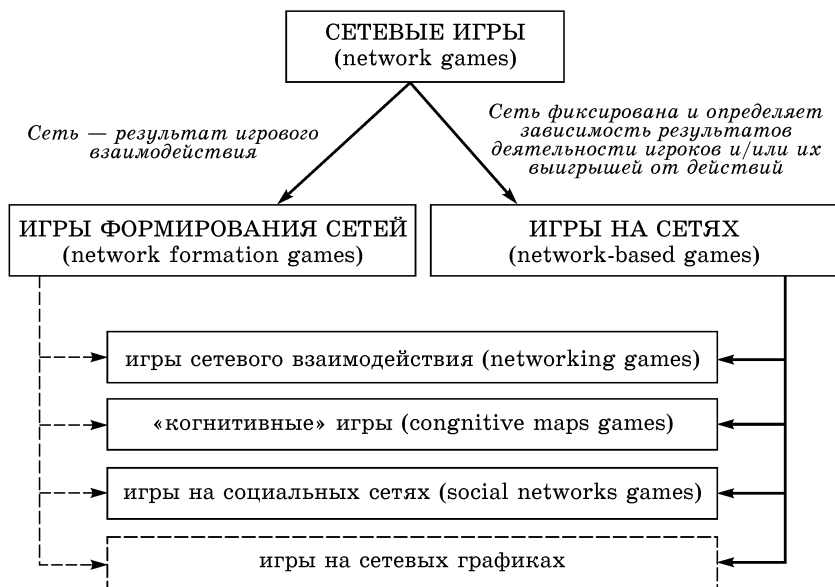 СЕТЕВЫЕ ИГРЫ
(network games)
Сеть — результат игрового
взаимодействия
Сеть фиксирована и определяет
зависимость результатов
деятельности игроков и/или их
выигрышей от действий
ИГРЫ ФОРМИРОВАНИЯ СЕТЕЙ
(network formation games)
ИГРЫ НА СЕТЯХ
(network-based games)
игры сетевого взаимодействия (networking games)
«когнитивные» игры (congnitive maps games)
игры на социальных сетях (social networks games)
игры на сетевых графиках